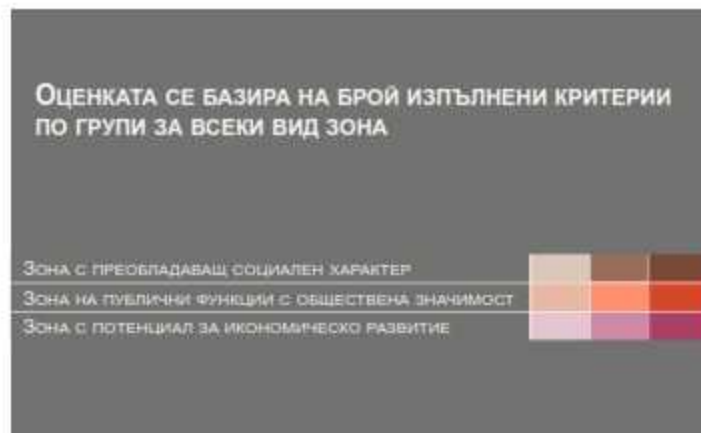 Оценката се базира на брой изпълнени критерии
по групи за всеки вид зона
Зона с преобладаващ социален характер
Зона на публични функции с обществена значимост
Зона с потенциал за икономическо развитие